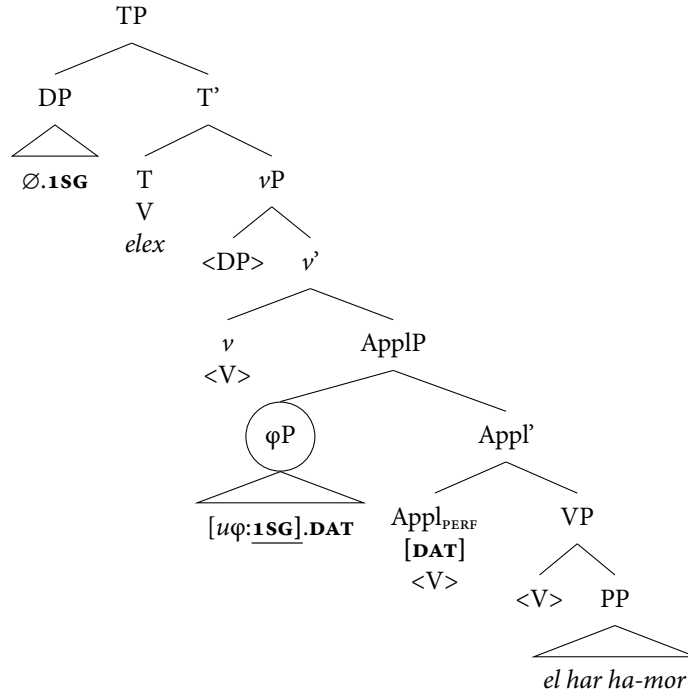 TP
DP T’
∅.1SG T vP
V
elex
<DP> v’
v ApplP
<V>
φP Appl’
[uφ:1SG].DAT Appl_PERF VP
[DAT]
<V>
<V> PP
el har ha-mor